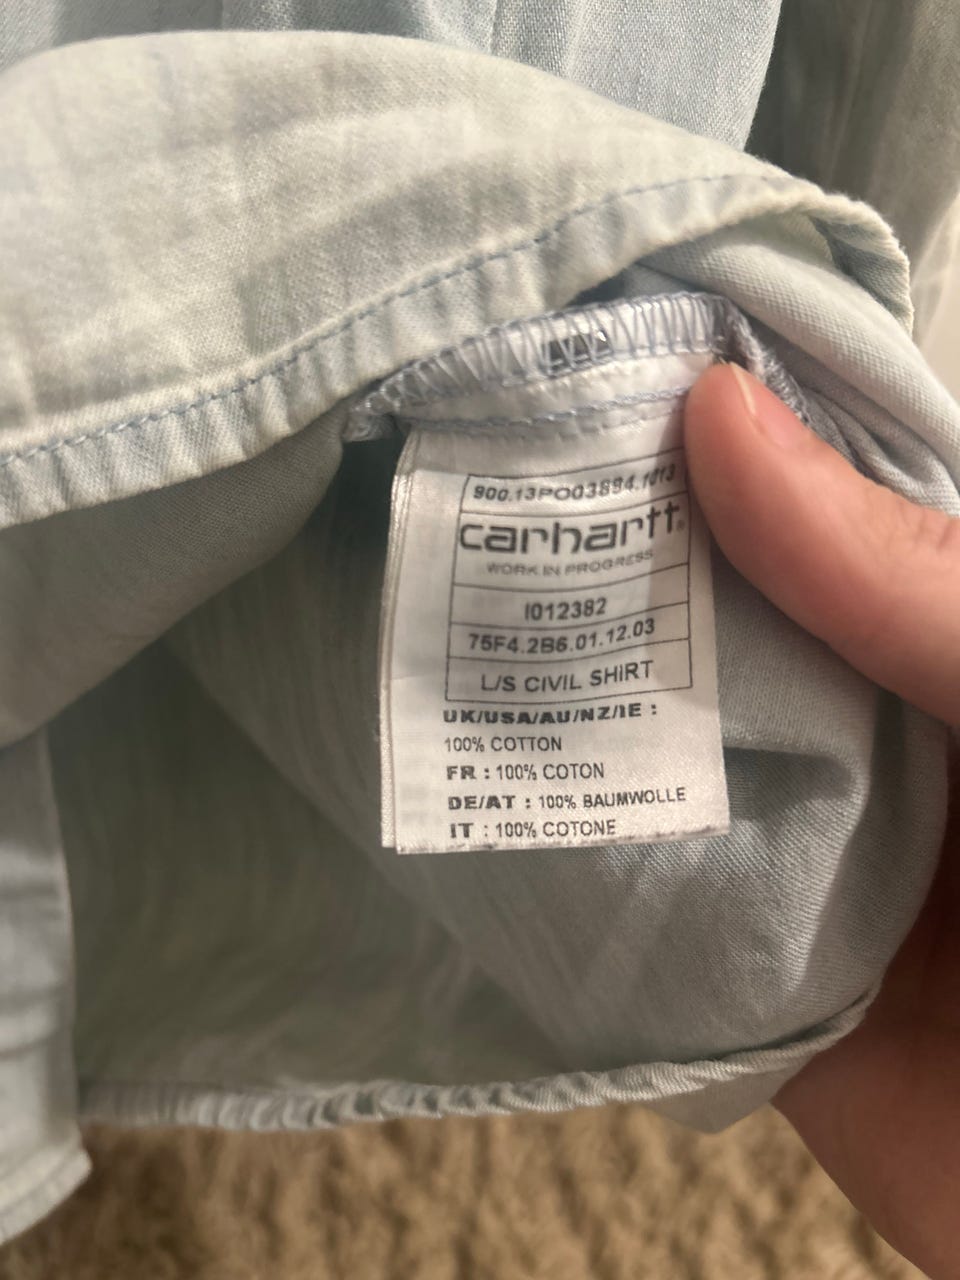 900.13PO03894.1013
carhartt®
WORK IN PROGRESS
I012382
75F4.2B6.01.12.03
L/S CIVIL SHIRT
UK/USA/AU/NZ/IE :
100% COTTON
FR : 100% COTON
DE/AT : 100% BAUMWOLLE
IT : 100% COTONE